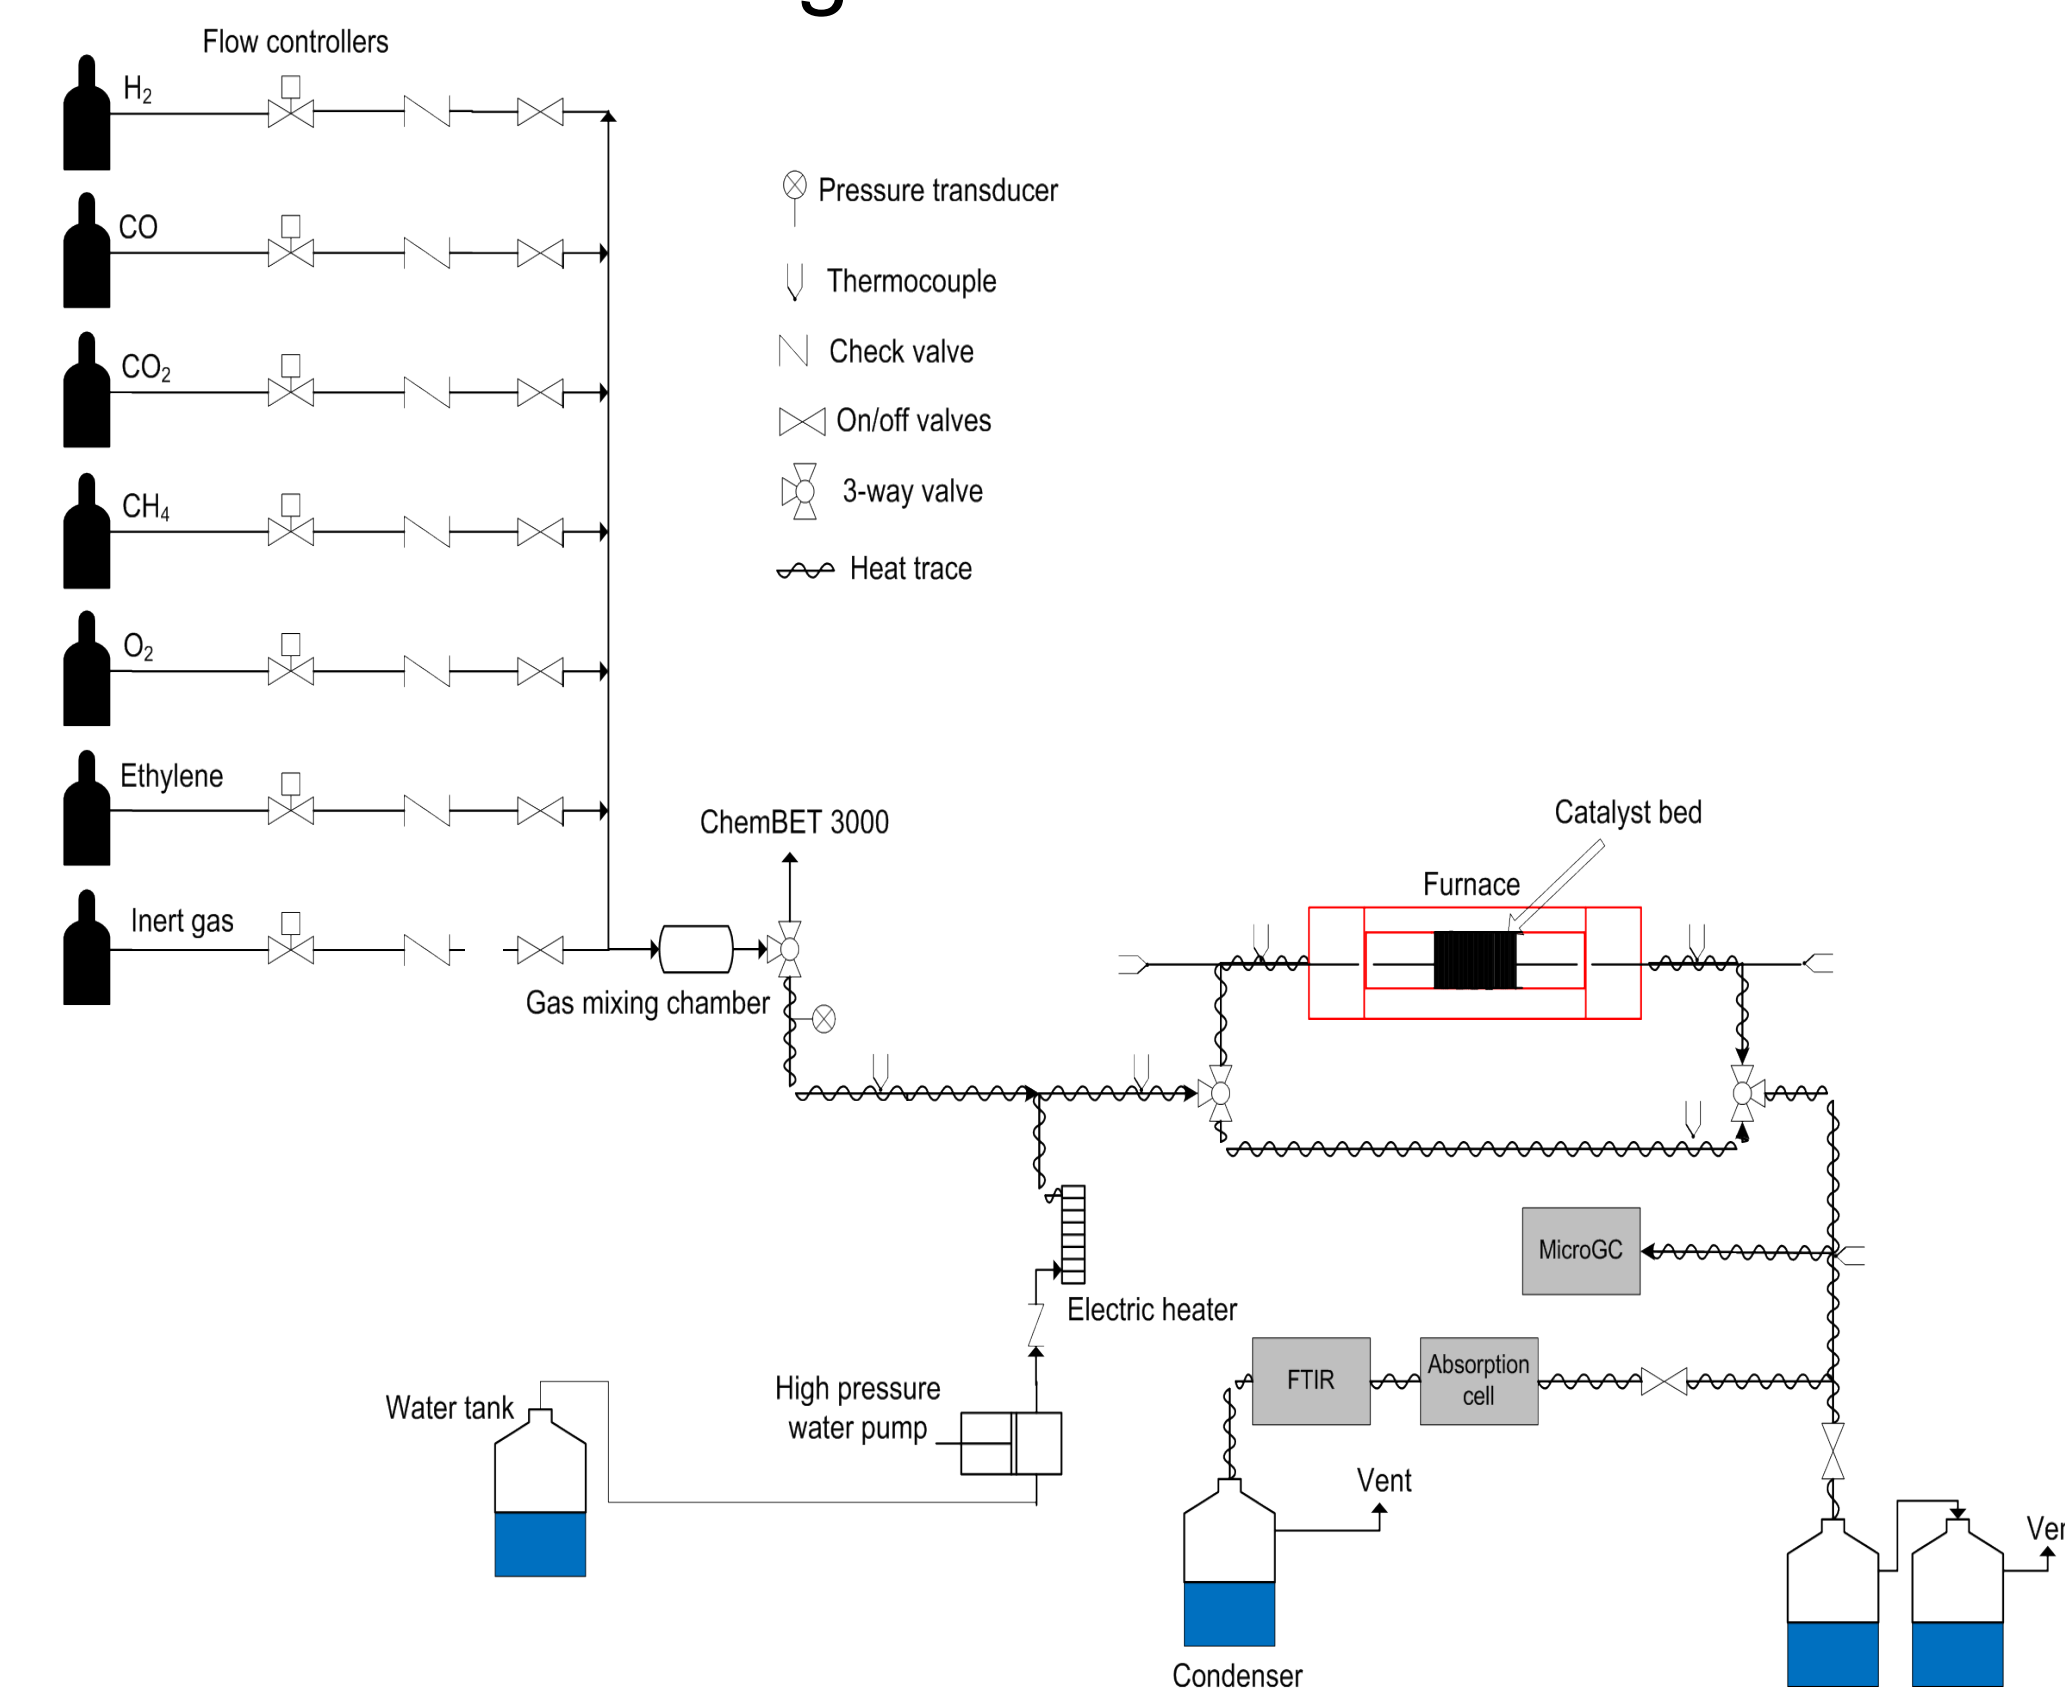 Flow controllers
H2
CO
CO2
CH4
O2
Ethylene
Inert gas
Pressure transducer
Thermocouple
Check valve
On/off valves
3-way valve
Heat trace
ChemBET 3000
Gas mixing chamber
Catalyst bed
Furnace
MicroGC
Electric heater
FTIR
Absorption
cell
High pressure
water pump
Water tank
Vent
Condenser